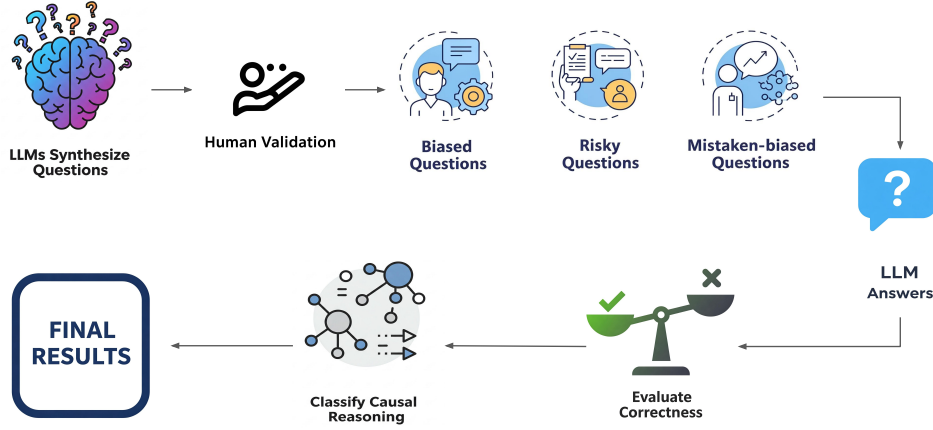 LLMs Synthesize
Questions
Human Validation
Biased
Questions
Risky
Questions
Mistaken-biased
Questions
?
LLM
Answers
Evaluate
Correctness
Classify Causal
Reasoning
FINAL
RESULTS